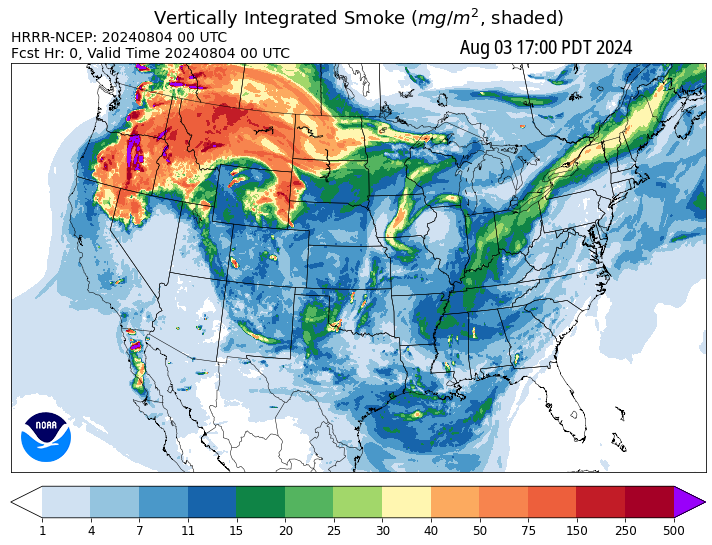 Vertically Integrated Smoke (mg/m², shaded)
HRRR-NCEP: 20240804 00 UTC
Fcst Hr: 0, Valid Time 20240804 00 UTC
Aug 03 17:00 PDT 2024
NOAA
1 4 7 11 15 20 25 30 40 50 75 150 250 500